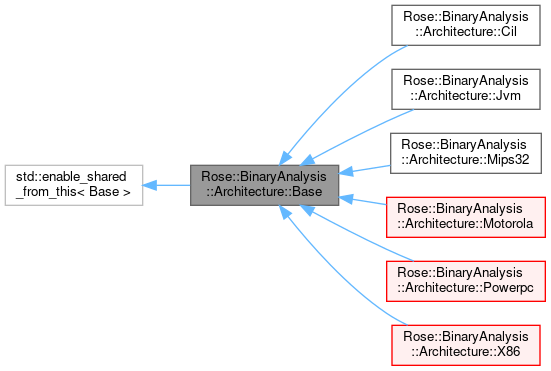 std::enable_shared
_from_this< Base >
Rose::BinaryAnalysis
::Architecture::Base
Rose::BinaryAnalysis
::Architecture::Cil
Rose::BinaryAnalysis
::Architecture::Jvm
Rose::BinaryAnalysis
::Architecture::Mips32
Rose::BinaryAnalysis
::Architecture::Motorola
Rose::BinaryAnalysis
::Architecture::Powerpc
Rose::BinaryAnalysis
::Architecture::X86